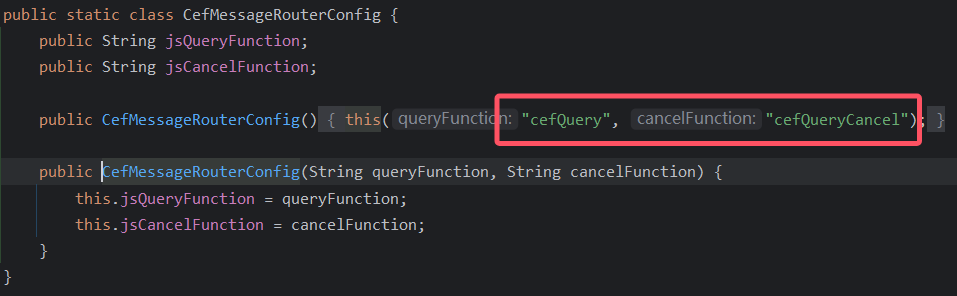 public static class CefMessageRouterConfig {
public String jsQueryFunction;
public String jsCancelFunction;
public CefMessageRouterConfig() { this( queryFunction: "cefQuery", cancelFunction: "cefQueryCancel"); }
public CefMessageRouterConfig(String queryFunction, String cancelFunction) {
this.jsQueryFunction = queryFunction;
this.jsCancelFunction = cancelFunction;
}
}